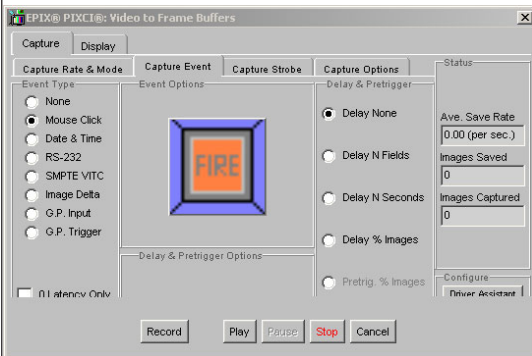 EPIX® PIXCI®: Video to Frame Buffers
Capture
Display
Capture Rate & Mode
Capture Event
Capture Strobe
Capture Options
Event Type
None
Mouse Click
Date & Time
RS-232
SMPTE VITC
Image Delta
G.P. Input
G.P. Trigger
0 Latency Only
Event Options
FIRE
Delay & Pretrigger Options
Delay & Pretrigger
Delay None
Delay N Fields
Delay N Seconds
Delay % Images
Pretrig. % Images
Status
Ave. Save Rate
0.00 (per sec.)
Images Saved
0
Images Captured
0
Configure
Driver Assistant
Record
Play
Pause
Stop
Cancel